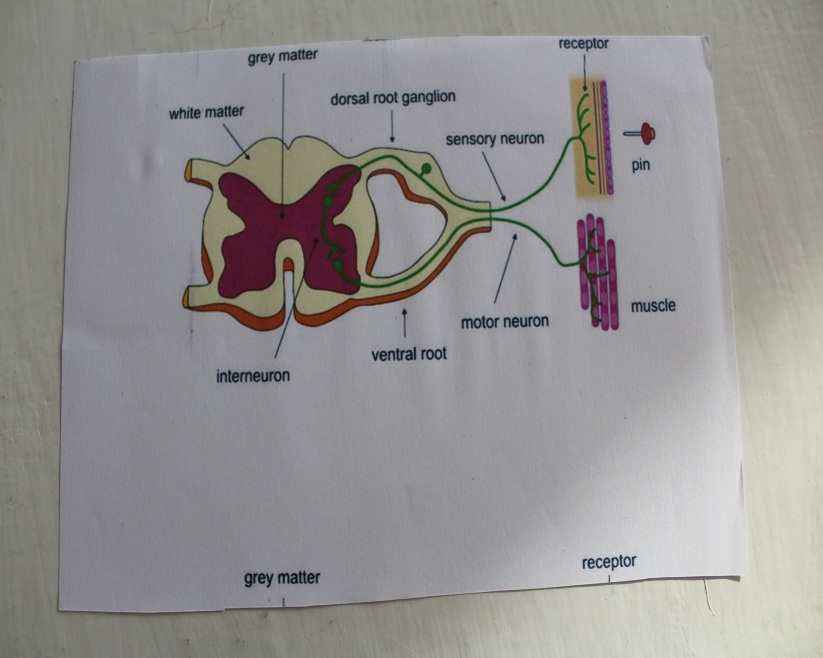 receptor
grey matter
dorsal root ganglion
white matter
sensory neuron
pin
muscle
motor neuron
ventral root
interneuron
receptor
grey matter